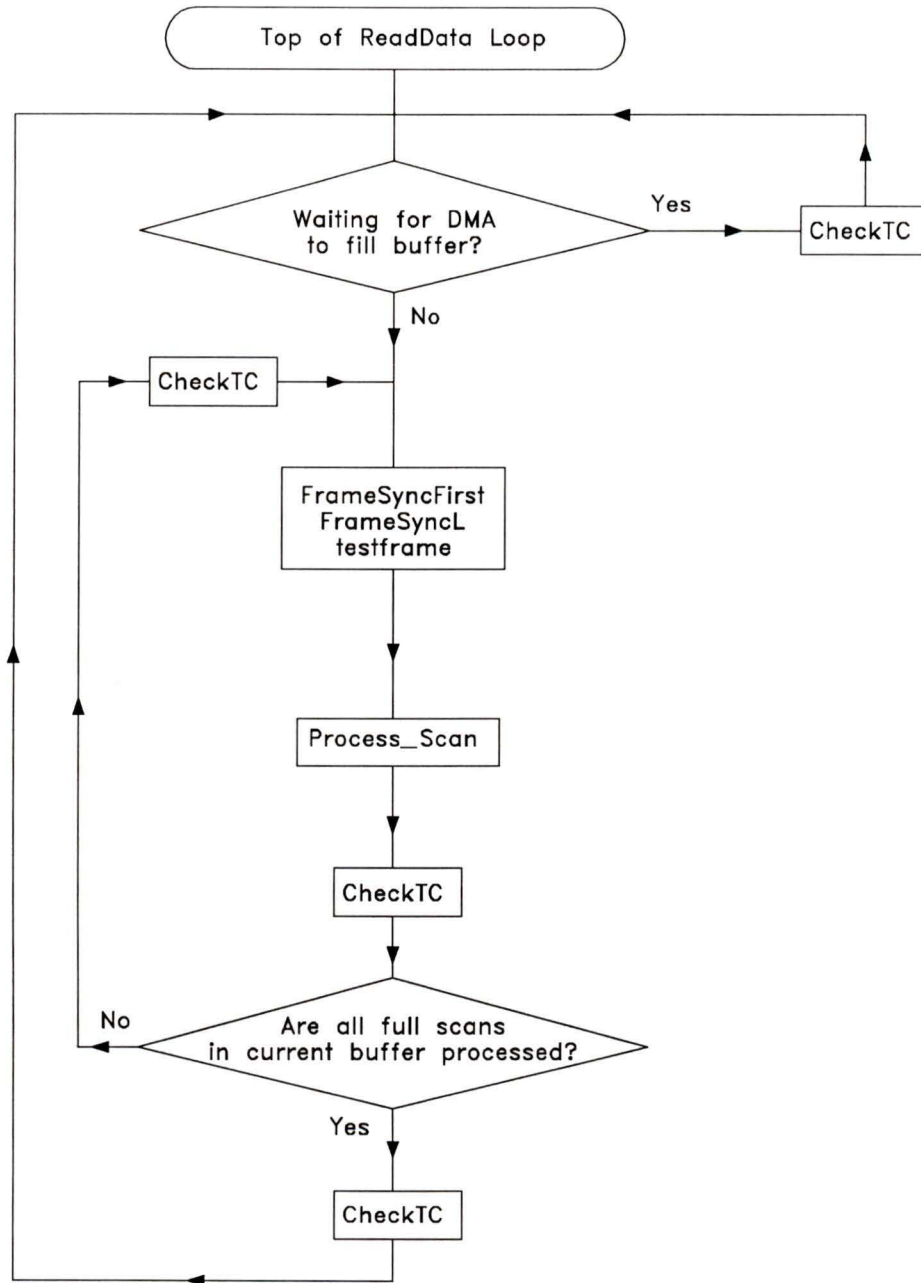 Top of ReadData Loop
Waiting for DMA
to fill buffer?
Yes
CheckTC
No
CheckTC
FrameSyncFirst
FrameSyncL
testframe
Process_Scan
CheckTC
No
Are all full scans
in current buffer processed?
Yes
CheckTC